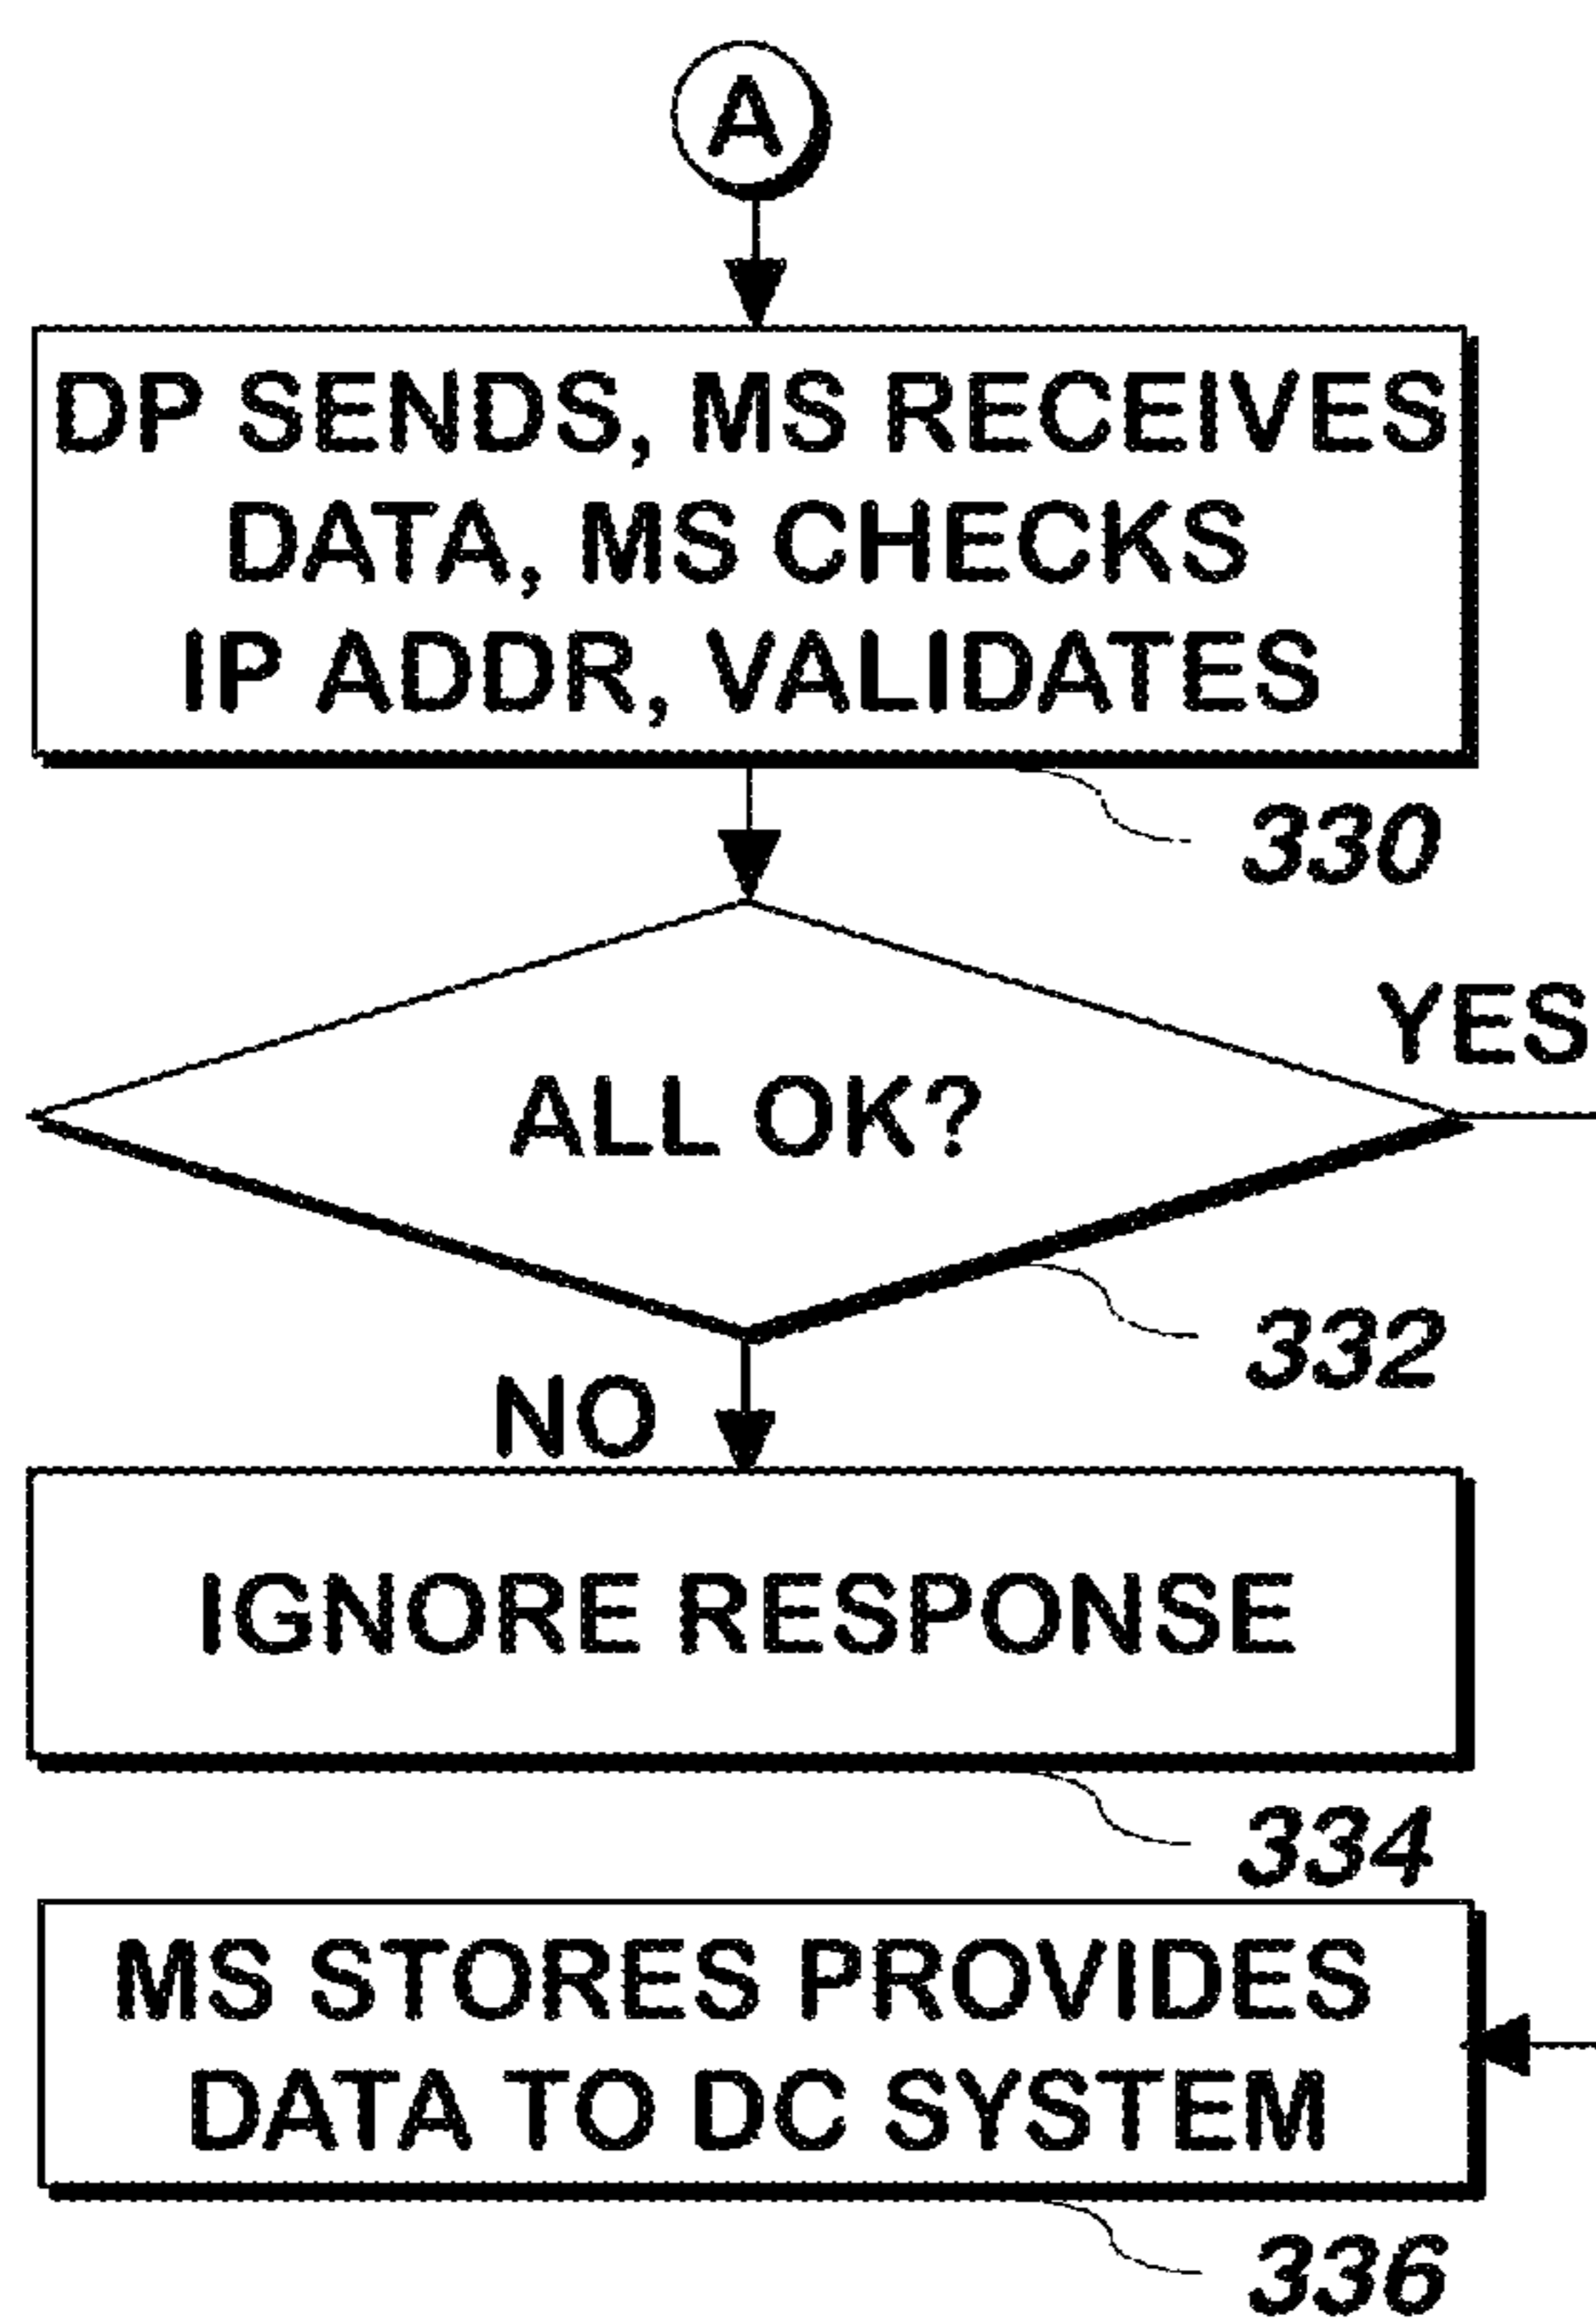 A
DP SENDS, MS RECEIVES
DATA, MS CHECKS
IP ADDR, VALIDATES
330
YES
ALL OK?
332
NO
IGNORE RESPONSE
334
MS STORES PROVIDES
DATA TO DC SYSTEM
336